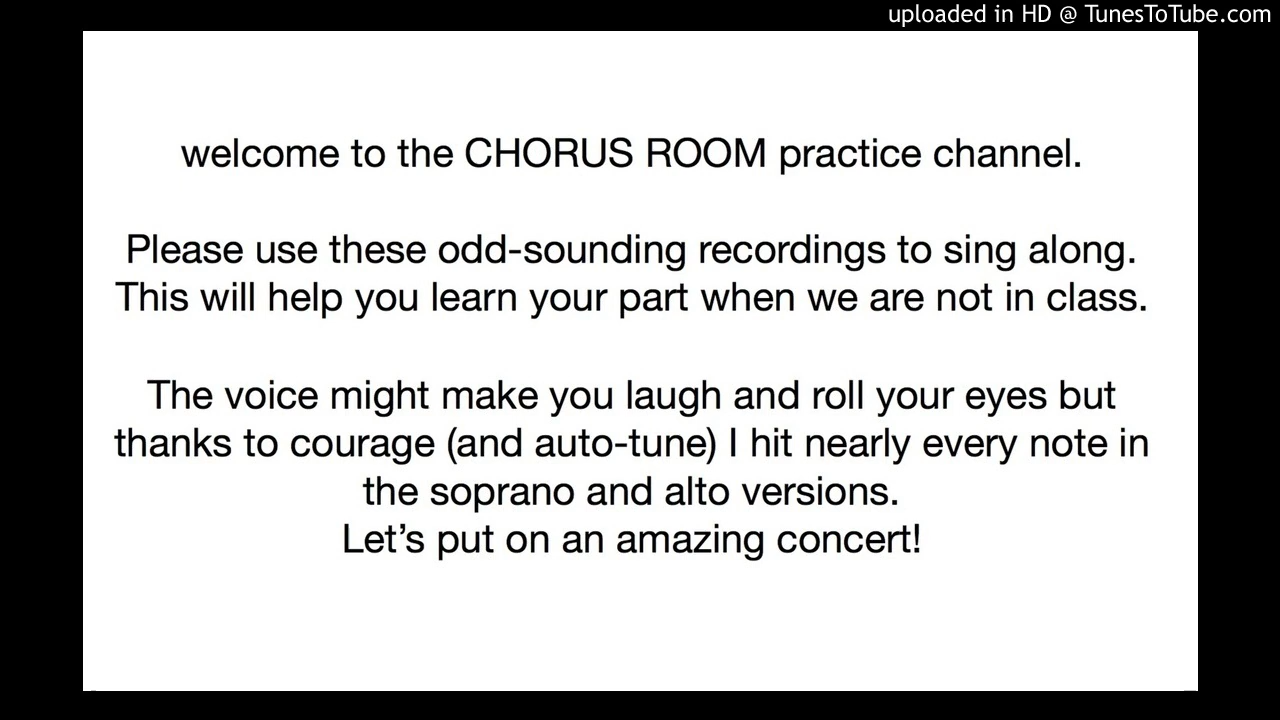 uploaded in HD @ TunesToTube.com
welcome to the CHORUS ROOM practice channel.
Please use these odd-sounding recordings to sing along.
This will help you learn your part when we are not in class.
The voice might make you laugh and roll your eyes but
thanks to courage (and auto-tune) I hit nearly every note in
the soprano and alto versions.
Let’s put on an amazing concert!